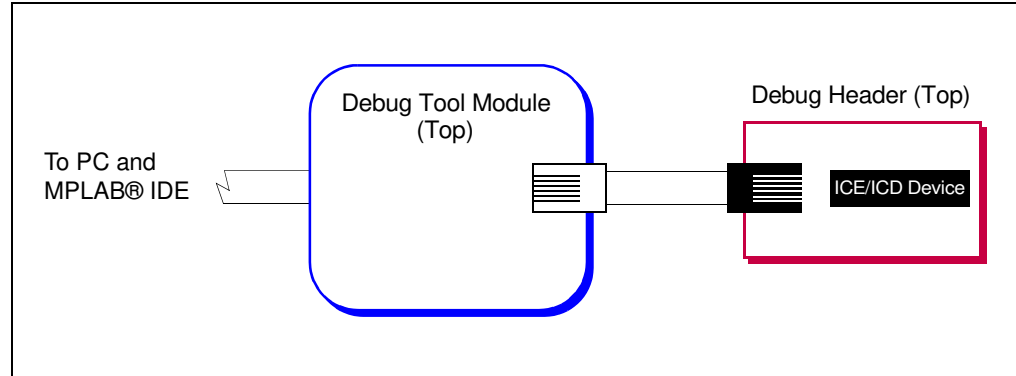 Debug Tool Module
(Top)
Debug Header (Top)
To PC and
MPLAB® IDE
ICE/ICD Device